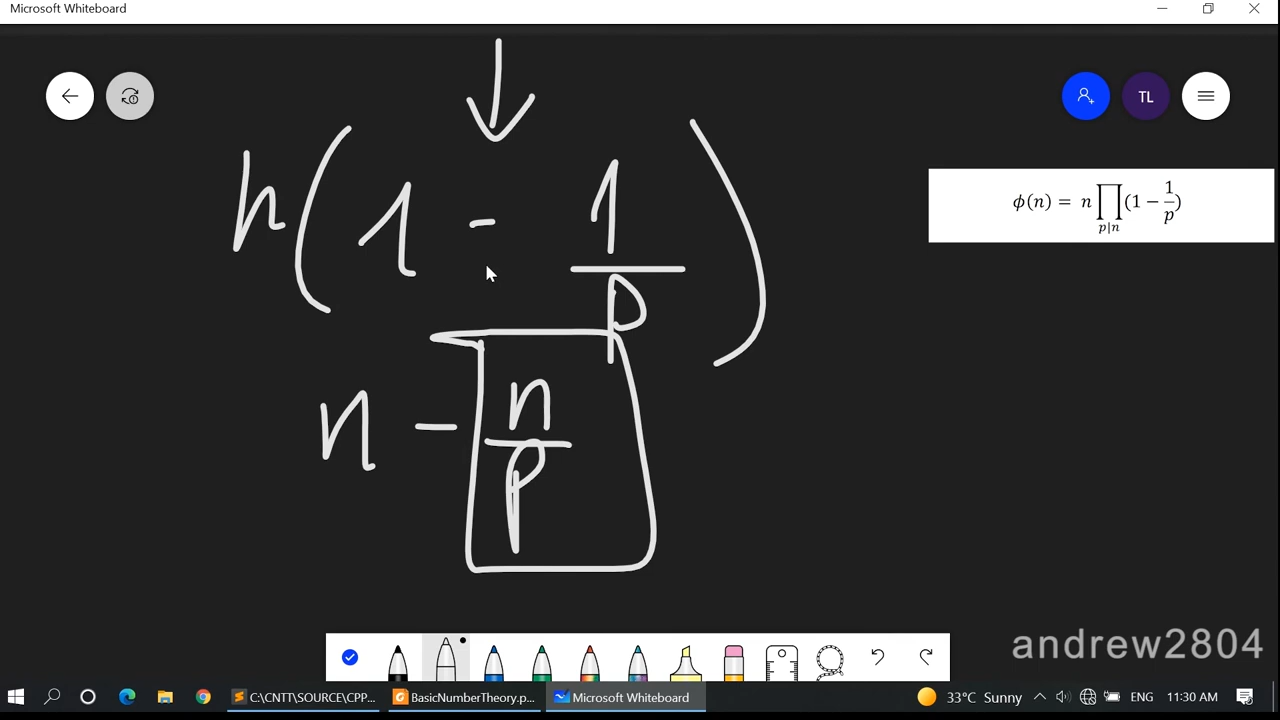 Microsoft Whiteboard
TL
n(1 - 1/p)
ϕ(n) = n ∏ (1 − 1/p)
p|n
n - n/p
andrew2804
C:\CNTT\SOURCE\CPP... BasicNumberTheory.p... Microsoft Whiteboard 33°C Sunny ENG 11:30 AM